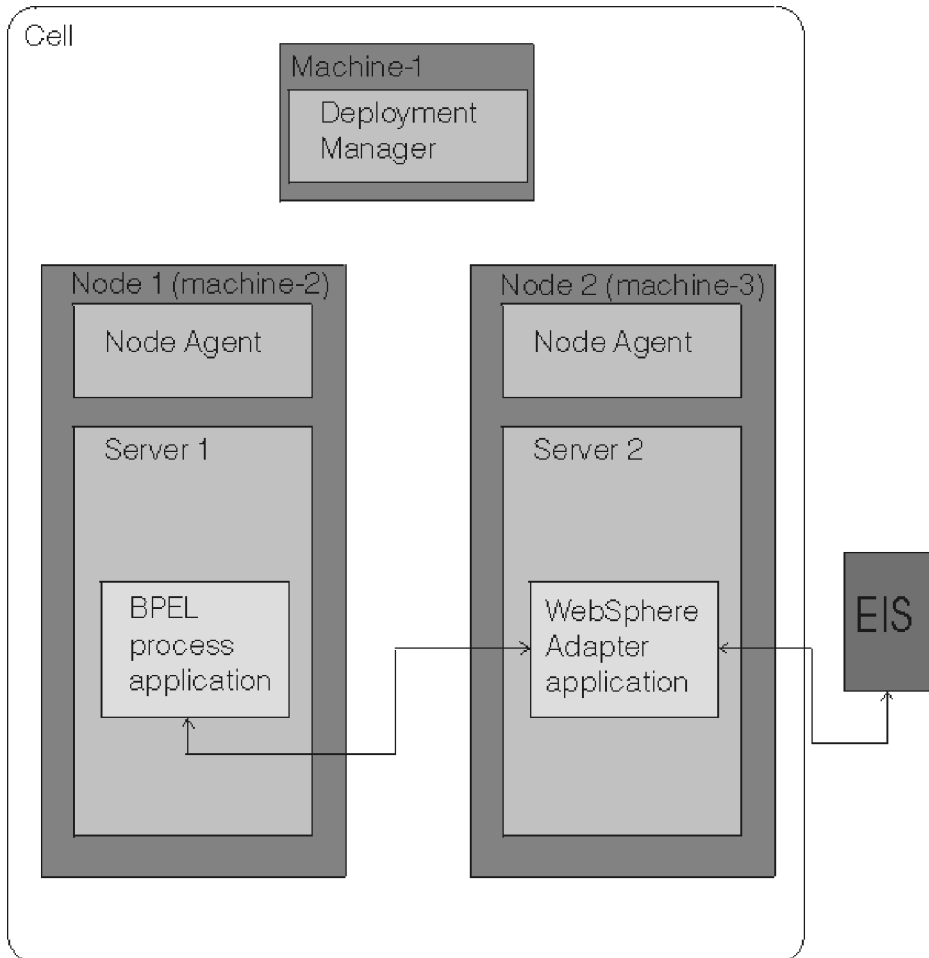 Cell
Machine-1
Deployment
Manager
Node 1 (machine-2)
Node Agent
Server 1
BPEL
process
application
Node 2 (machine-3)
Node Agent
Server 2
WebSphere
Adapter
application
EIS